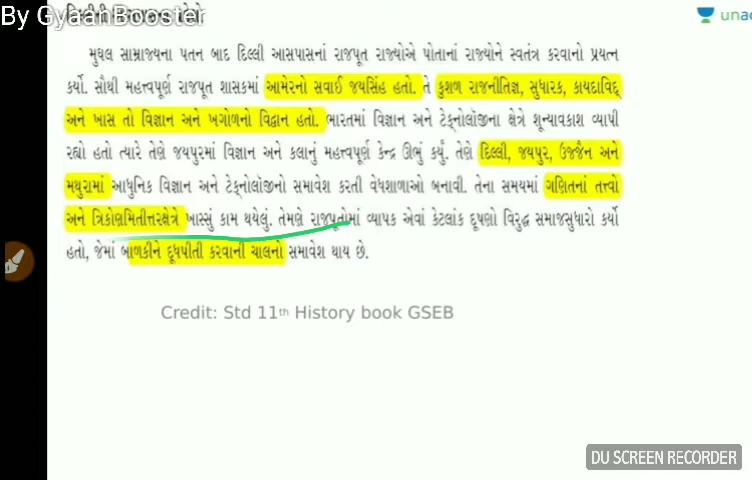 By GyaanBooster
una
મુઘલ સામ્રાજ્યના પતન બાદ દિલ્લી આસપાસનાં રાજપૂત રાજ્યોએ પોતાનાં રાજ્યોને સ્વતંત્ર કરવાનો પ્રયત્ન
કર્યો. સૌથી મહત્ત્વપૂર્ણ રાજપૂત શાસકમાં આમેરનો સવાઈ જયસિંહ હતો. તે કુશળ રાજનીતિજ્ઞ, સુધારક, કાયદાવિદ્
અને ખાસ તો વિજ્ઞાન અને ખગોળનો વિદ્વાન હતો. ભારતમાં વિજ્ઞાન અને ટેક્નોલૉજીના ક્ષેત્રે શૂન્યાવકાશ વ્યાપી
રહ્યો હતો ત્યારે તેણે જયપુરમાં વિજ્ઞાન અને કલાનું મહત્ત્વપૂર્ણ કેન્દ્ર ઊભું કર્યું. તેણે દિલ્લી, જયપુર, ઉજ્જૈન અને
મથુરામાં આધુનિક વિજ્ઞાન અને ટેક્નોલૉજીનો સમાવેશ કરતી વેધશાળાઓ બનાવી. તેના સમયમાં ગણિતનાં તત્ત્વો
અને ત્રિકોણમિતીત્તરક્ષેત્રે ખાસ્સું કામ થયેલું. તેમણે રાજપૂતોમાં વ્યાપક એવાં કેટલાંક દૂષણો વિરુદ્ધ સમાજસુધારો કર્યો
હતો, જેમાં બાળકીને દૂધપીતી કરવાની ચાલનો સમાવેશ થાય છે.
Credit: Std 11th History book GSEB
DU SCREEN RECORDER